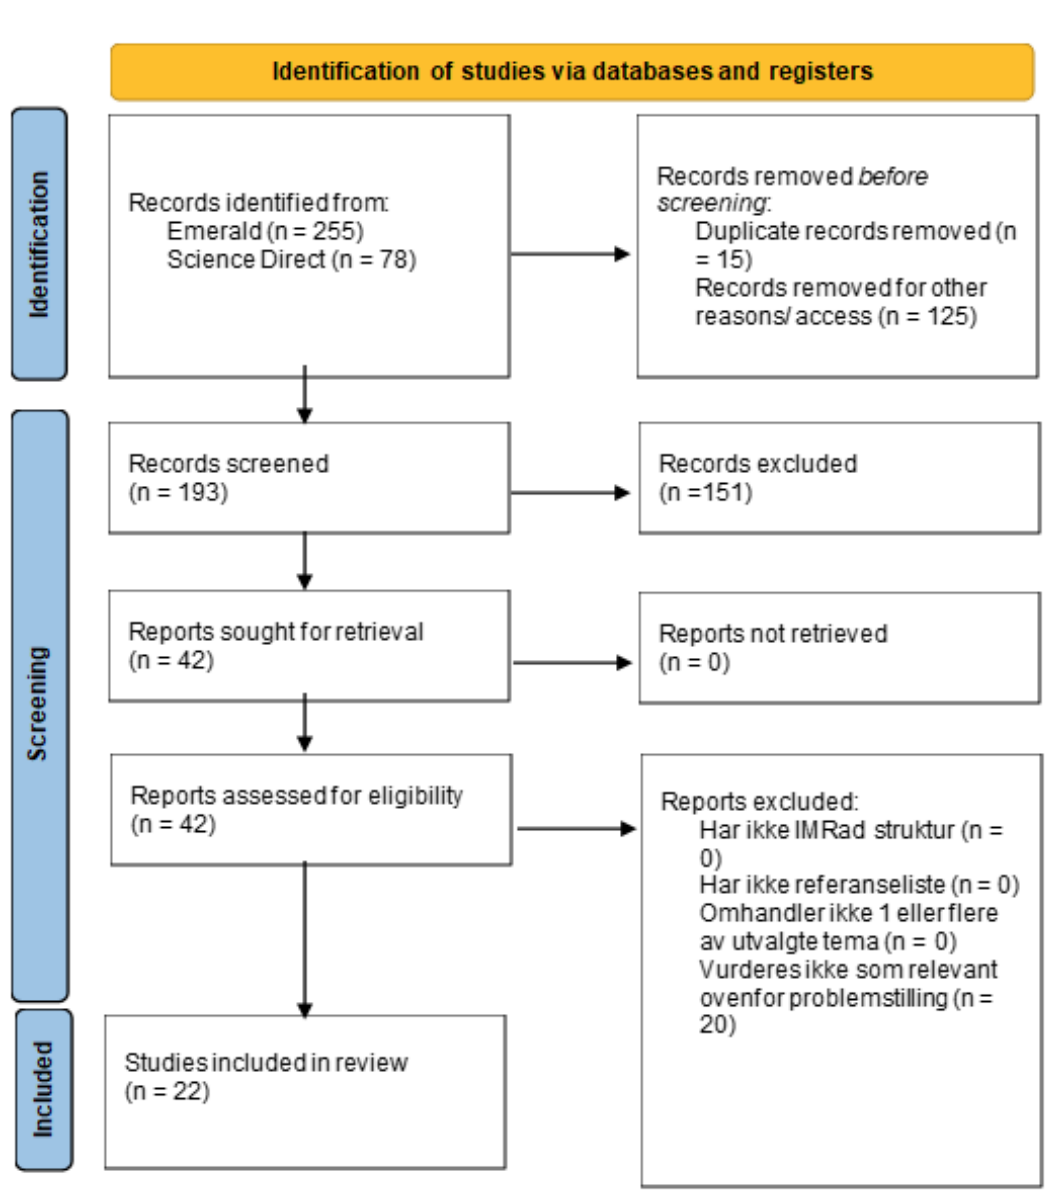 Identification of studies via databases and registers
Identification
Records identified from:
Emerald (n = 255)
Science Direct (n = 78)
Records removed before
screening:
Duplicate records removed (n
= 15)
Records removed for other
reasons/ access (n = 125)
Screening
Records screened
(n = 193)
Records excluded
(n =151)
Reports sought for retrieval
(n = 42)
Reports not retrieved
(n = 0)
Reports assessed for eligibility
(n = 42)
Reports excluded:
Har ikke IMRad struktur (n =
0)
Har ikke referanseliste (n = 0)
Omhandler ikke 1 eller flere
av utvalgte tema (n = 0)
Vurderes ikke som relevant
ovenfor problemstilling (n =
20)
Included
Studies included in review
(n = 22)